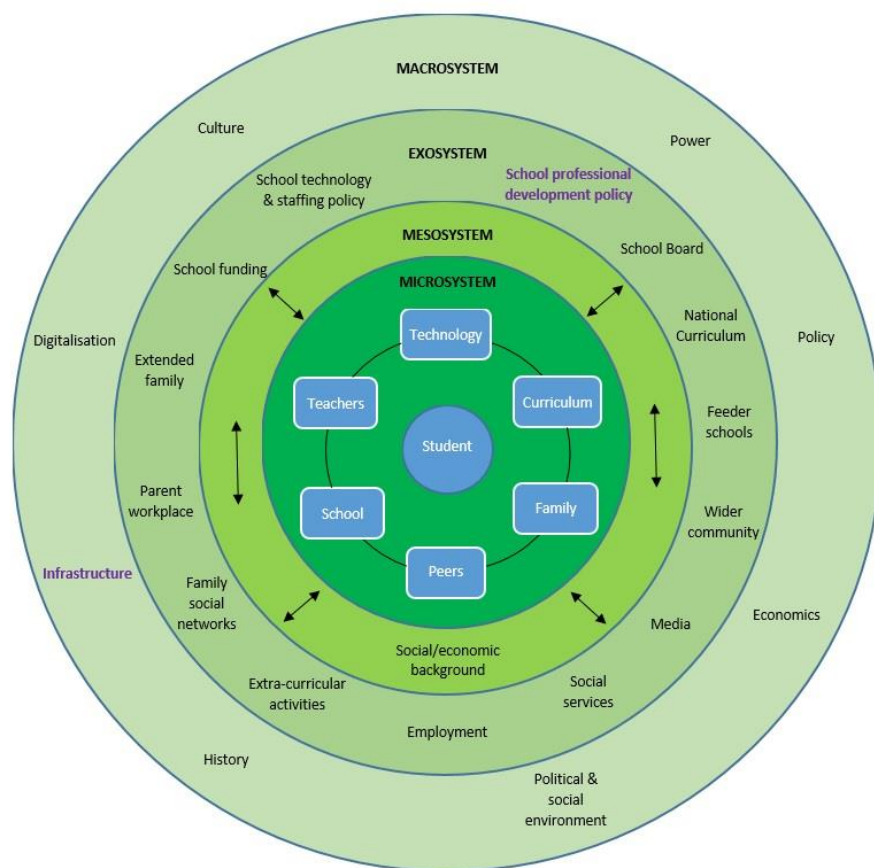 MACROSYSTEM
Culture
Power
EXOSYSTEM
School technology
& staffing policy
School professional
development policy
MESOSYSTEM
School Board
School funding
MICROSYSTEM
National
Curriculum
Digitalisation
Policy
Technology
Extended
family
Teachers
Curriculum
Feeder
schools
Student
Parent
workplace
School
Family
Wider
community
Infrastructure
Peers
Family
social
networks
Media
Economics
Social/economic
background
Extra-curricular
activities
Social
services
Employment
History
Political &
social
environment